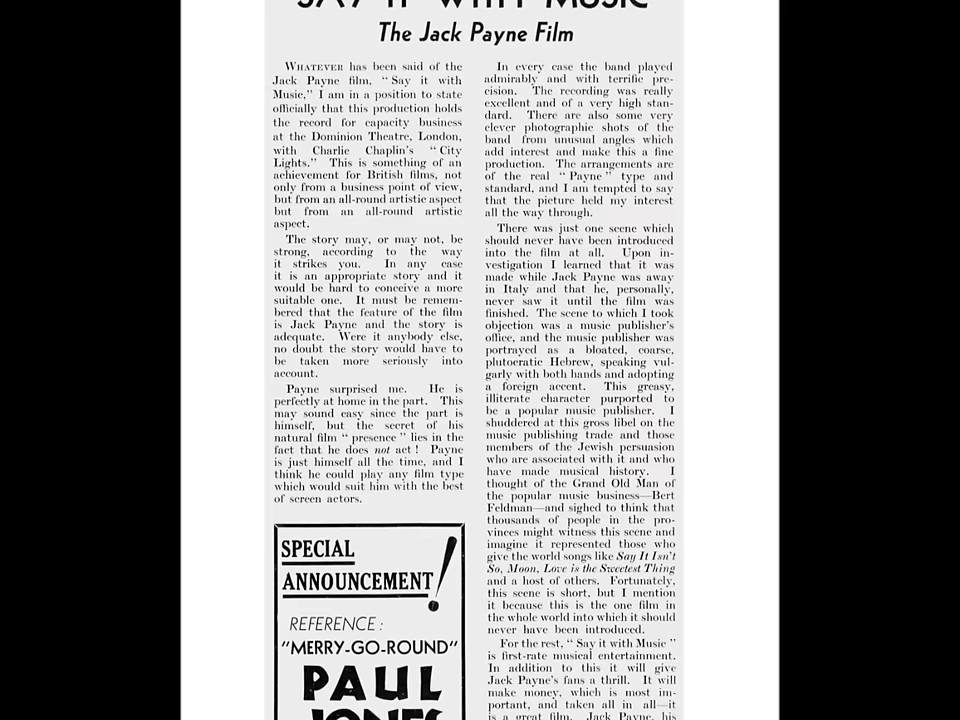 SAY IT WITH MUSIC
The Jack Payne Film
WHATEVER has been said of the
Jack Payne film, “ Say it with
Music,” I am in a position to state
officially that this production holds
the record for capacity business
at the Dominion Theatre, London,
with Charlie Chaplin’s “ City
Lights.” This is something of an
achievement for British films, not
only from a business point of view,
but from an all-round artistic aspect
but from an all-round artistic
aspect.
The story may, or may not, be
strong, according to the way
it strikes you. In any case
it is an appropriate story and it
would be hard to conceive a more
suitable one. It must be remem-
bered that the feature of the film
is Jack Payne and the story is
adequate. Were it anybody else,
no doubt the story would have to
be taken more seriously into
account.
Payne surprised me. He is
perfectly at home in the part. This
may sound easy since the part is
himself, but the secret of his
natural film “ presence ” lies in the
fact that he does not act ! Payne
is just himself all the time, and I
think he could play any film type
which would suit him with the best
of screen actors.
SPECIAL
ANNOUNCEMENT!
REFERENCE :
“MERRY-GO-ROUND”
PAUL
JONES
In every case the band played
admirably and with terrific pre-
cision. The recording was really
excellent and of a very high stan-
dard. There are also some very
clever photographic shots of the
band from unusual angles which
add interest and make this a fine
production. The arrangements are
of the real “ Payne ” type and
standard, and I am tempted to say
that the picture held my interest
all the way through.
There was just one scene which
should never have been introduced
into the film at all. Upon in-
vestigation I learned that it was
made while Jack Payne was away
in Italy and that he, personally,
never saw it until the film was
finished. The scene to which I took
objection was a music publisher’s
office, and the music publisher was
portrayed as a bloated, coarse,
plutocratic Hebrew, speaking vul-
garly with both hands and adopting
a foreign accent. This greasy,
illiterate character purported to
be a popular music publisher. I
shuddered at this gross libel on the
music publishing trade and those
members of the Jewish persuasion
who are associated with it and who
have made musical history. I
thought of the Grand Old Man of
the popular music business—Bert
Feldman—and sighed to think that
thousands of people in the pro-
vinces might witness this scene and
imagine it represented those who
give the world songs like Say It Isn’t
So, Moon, Love is the Sweetest Thing
and a host of others. Fortunately,
this scene is short, but I mention
it because this is the one film in
the whole world into which it should
never have been introduced.
For the rest, “ Say it with Music ”
is first-rate musical entertainment.
In addition to this it will give
Jack Payne’s fans a thrill. It will
make money, which is most im-
portant, and taken all in all—it
is a great film. Jack Payne, his